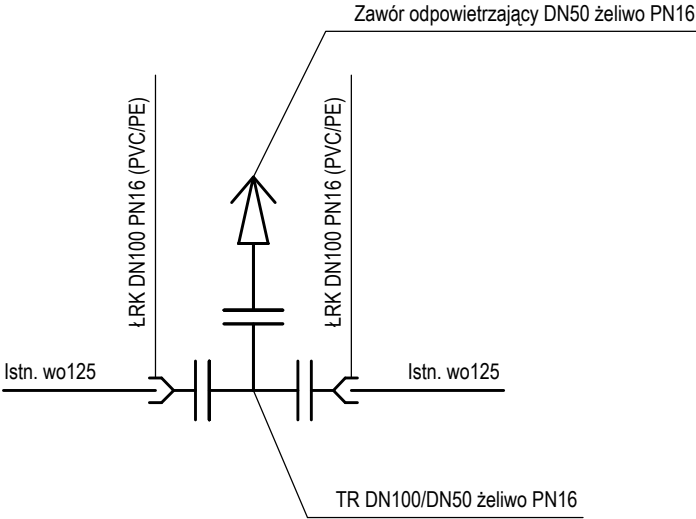 Zawór odpowietrzający DN50 żeliwo PN16
ŁRK DN100 PN16 (PVC/PE)
ŁRK DN100 PN16 (PVC/PE)
Istn. wo125
Istn. wo125
TR DN100/DN50 żeliwo PN16